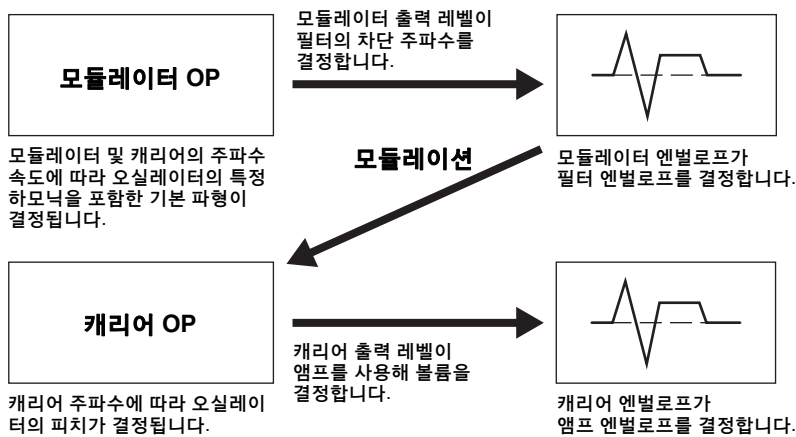 모듈레이터 출력 레벨이
필터의 차단 주파수를
결정합니다.
모듈레이터 OP
모듈레이터 및 캐리어의 주파수
속도에 따라 오실레이터의 특정
하모닉을 포함한 기본 파형이
결정됩니다.
모듈레이션
모듈레이터 엔벌로프가
필터 엔벌로프를 결정합니다.
캐리어 OP
캐리어 출력 레벨이
앰프를 사용해 볼륨을
결정합니다.
캐리어 주파수에 따라 오실레이
터의 피치가 결정됩니다.
캐리어 엔벌로프가
앰프 엔벌로프를 결정합니다.